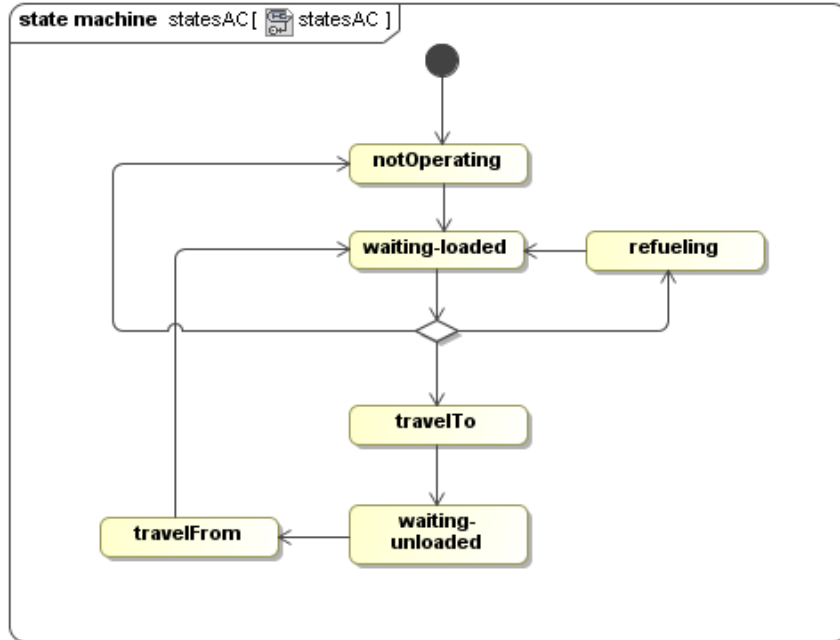 state machine statesAC[ statesAC ]
notOperating
waiting-loaded
refueling
travelTo
waiting-
unloaded
travelFrom